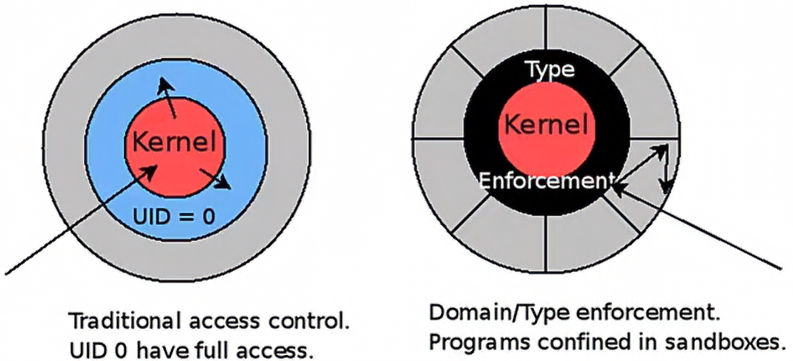 Kernel
UID = 0
Traditional access control.
UID 0 have full access.
Type
Kernel
Enforcement
Domain/Type enforcement.
Programs confined in sandboxes.